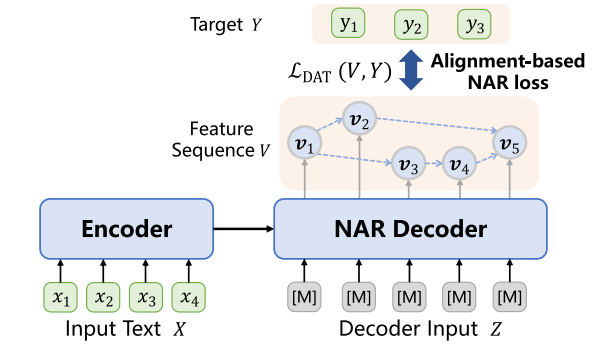 Target Y
y1 y2 y3
ℒDAT (V, Y)
Alignment-based
NAR loss
Feature
Sequence V
v1 v2 v3 v4 v5
Encoder
NAR Decoder
x1 x2 x3 x4
[M] [M] [M] [M] [M]
Input Text X
Decoder Input Z